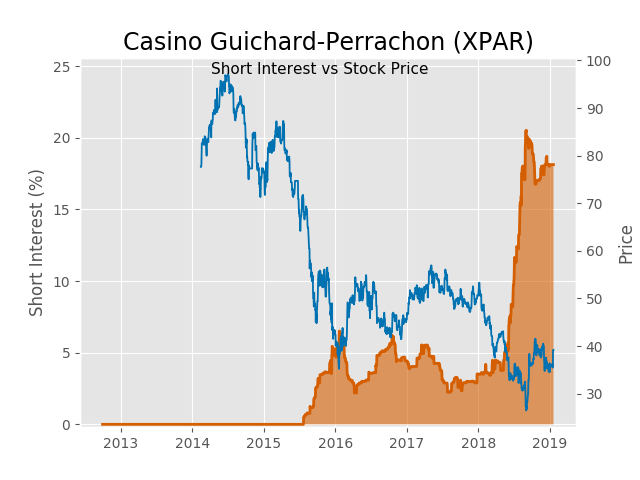 Casino Guichard-Perrachon (XPAR)
Short Interest vs Stock Price
Short Interest (%)
25
20
15
10
5
0
100
90
80
70
60
50
40
30
Price
2013 2014 2015 2016 2017 2018 2019